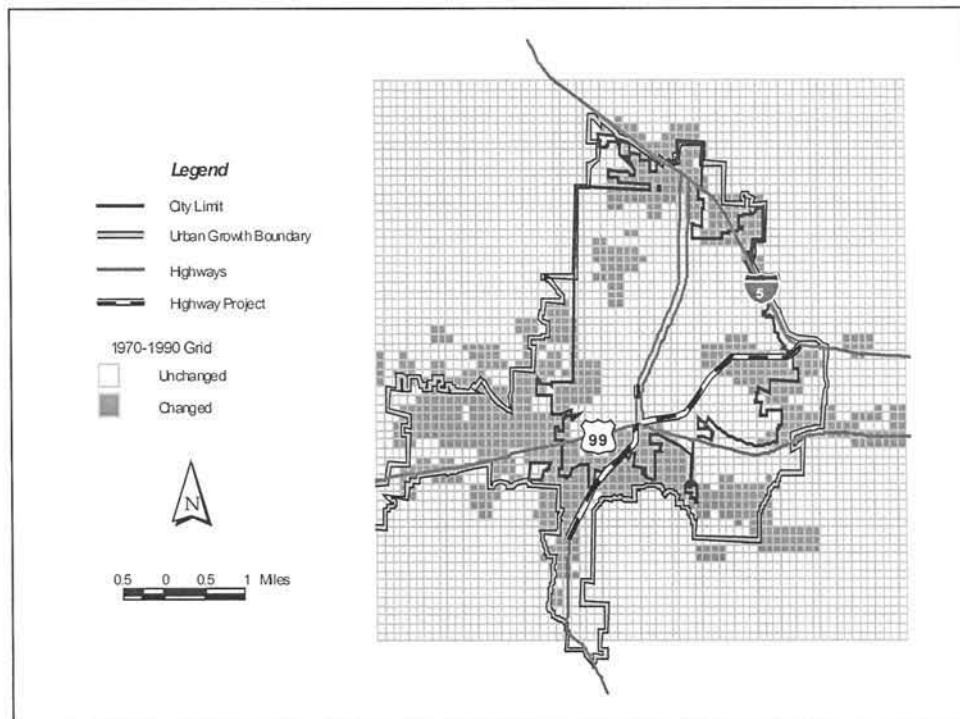 Legend
City Limit
Urban Growth Boundary
Highways
Highway Project
1970-1990 Grid
Unchanged
Changed
N
0.5 0 0.5 1 Miles
5
99